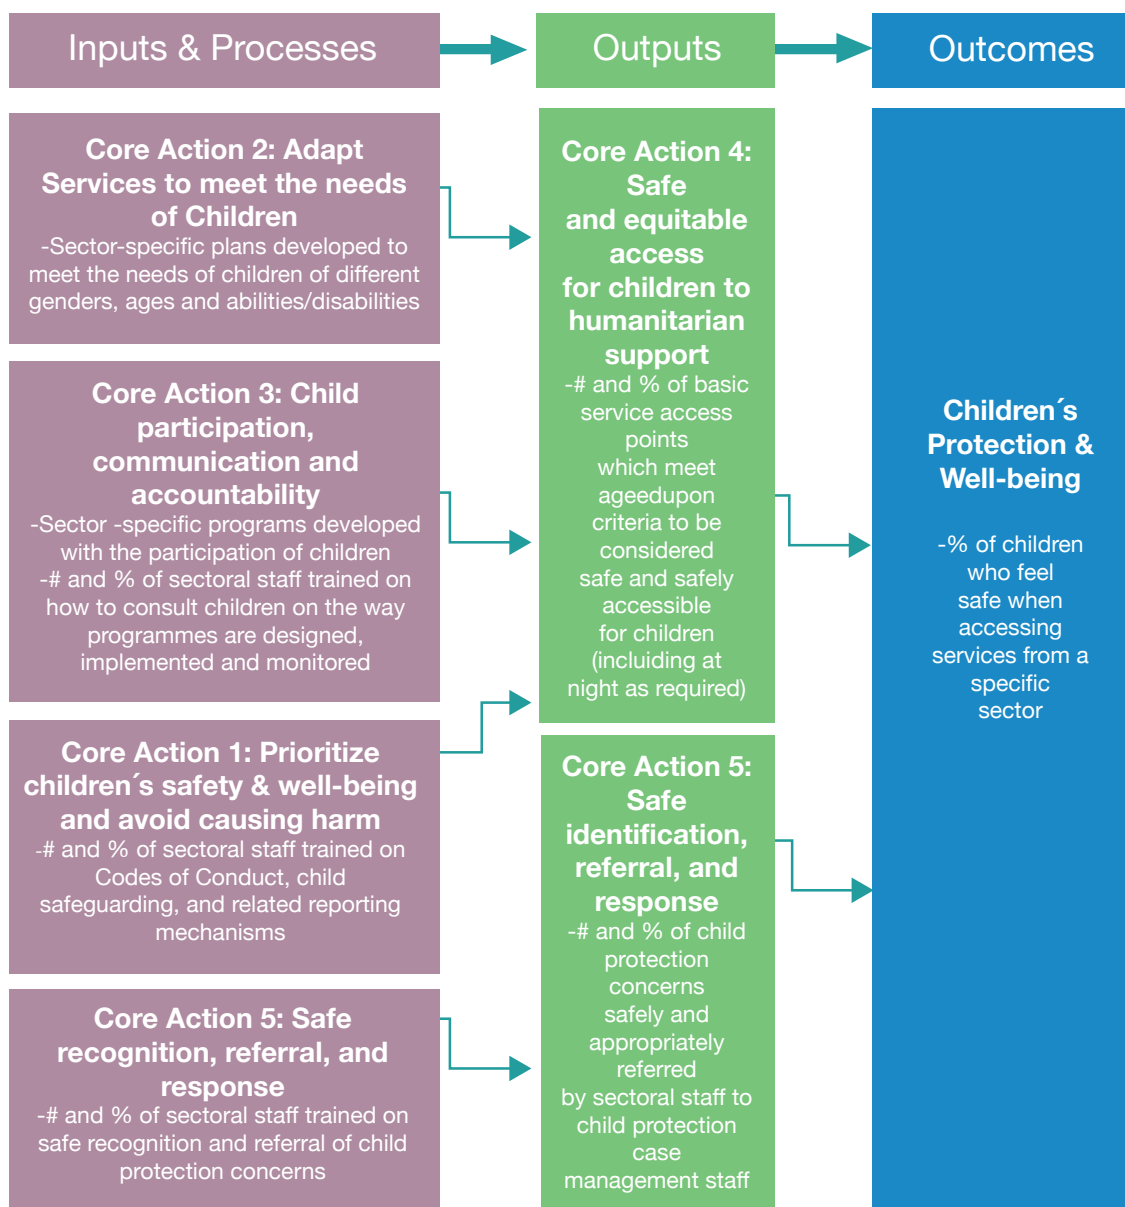 Inputs & Processes
Outputs
Outcomes
Core Action 2: Adapt
Services to meet the needs
of Children
-Sector-specific plans developed to
meet the needs of children of different
genders, ages and abilities/disabilities
Core Action 3: Child
participation,
communication and
accountability
-Sector -specific programs developed
with the participation of children
-# and % of sectoral staff trained on
how to consult children on the way
programmes are designed,
implemented and monitored
Core Action 1: Prioritize
children´s safety & well-being
and avoid causing harm
-# and % of sectoral staff trained on
Codes of Conduct, child
safeguarding, and related reporting
mechanisms
Core Action 5: Safe
recognition, referral, and
response
-# and % of sectoral staff trained on
safe recognition and referral of child
protection concerns
Core Action 4:
Safe
and equitable
access
for children to
humanitarian
support
-# and % of basic
service access
points
which meet
ageedupon
criteria to be
considered
safe and safely
accessible
for children
(incluiding at
night as required)
Core Action 5:
Safe
identification,
referral, and
response
-# and % of child
protection
concerns
safely and
appropriately
referred
by sectoral staff to
child protection
case
management staff
Children´s
Protection &
Well-being
-% of children
who feel
safe when
accessing
services from a
specific
sector